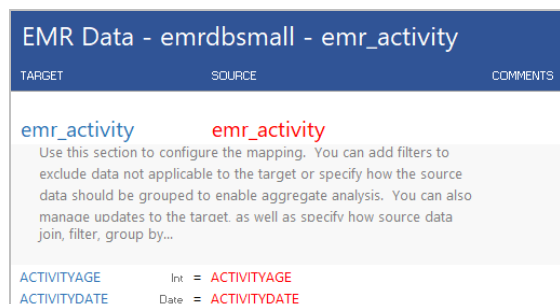 EMR Data - emrdbsmall - emr_activity
TARGET SOURCE COMMENTS
emr_activity emr_activity
Use this section to configure the mapping. You can add filters to
exclude data not applicable to the target or specify how the source
data should be grouped to enable aggregate analysis. You can also
manage updates to the target, as well as specify how source data
join, filter, group by...
ACTIVITYAGE Int = ACTIVITYAGE
ACTIVITYDATE Date = ACTIVITYDATE